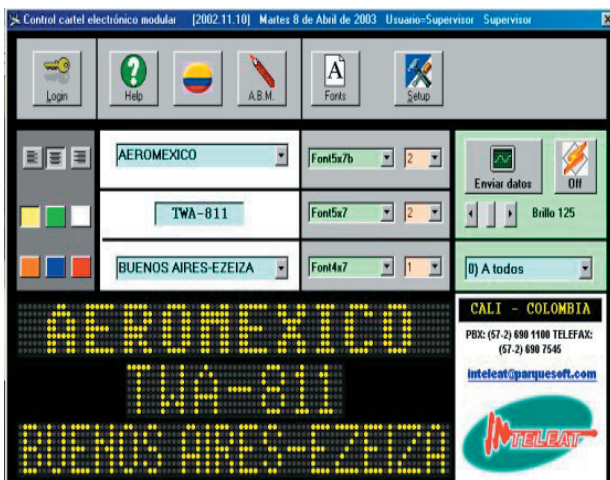 Control cartel electrónico modular [2002.11.10] Martes 8 de Abril de 2003 Usuario=Supervisor Supervisor
Login
Help
A.B.M.
Fonts
Setup
AEROMEXICO
Font5x7b
2
Enviar datos
Off
TWA-811
Font5x7
2
Brillo 125
BUENOS AIRES-EZEIZA
Font4x7
1
0) A todos
AEROMEXICO
TWA-811
BUENOS AIRES-EZEIZA
CALI - COLOMBIA
PBX: (57-2) 690 1100 TELEFAX:
(57-2) 690 7545
inteleat@parquesoft.com
INTELEAT